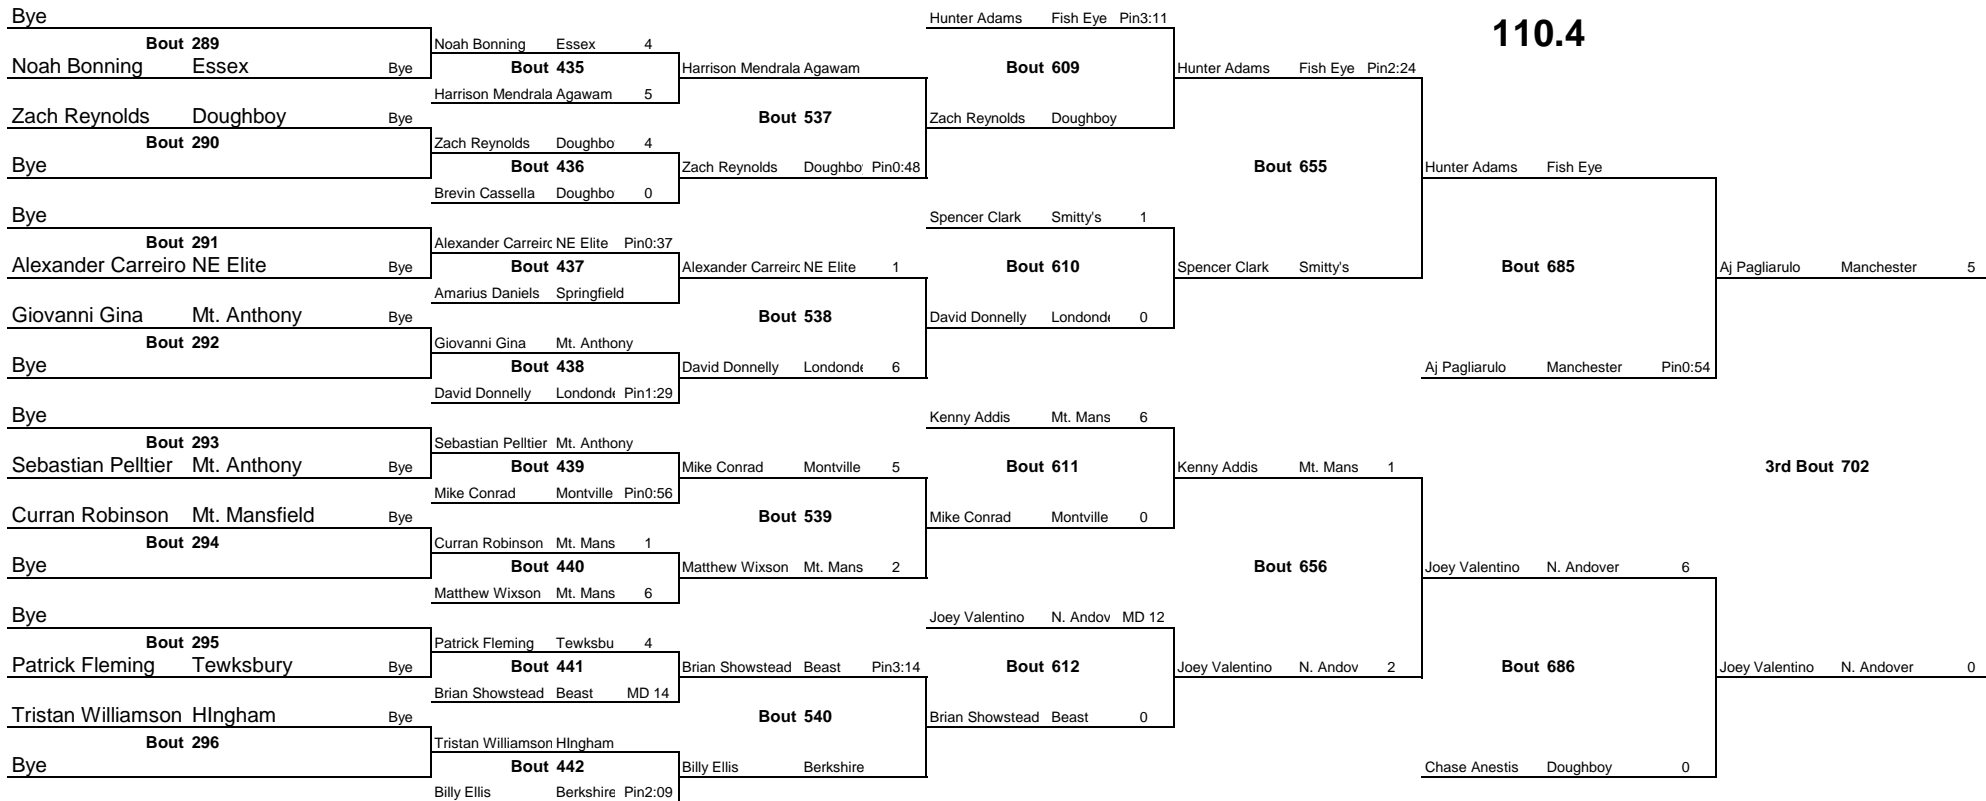 Bye
Hunter Adams Fish Eye Pin3:11
110.4
Bout 289
Noah Bonning Essex 4
Noah Bonning Essex Bye
Bout 435
Harrison Mendrala Agawam
Bout 609
Hunter Adams Fish Eye Pin2:24
Harrison Mendrala Agawam 5
Zach Reynolds Doughboy Bye
Bout 537
Zach Reynolds Doughboy
Bout 290
Zach Reynolds Doughbo 4
Bye
Bout 436
Zach Reynolds Doughboy Pin0:48
Bout 655
Hunter Adams Fish Eye
Brevin Cassella Doughbo 0
Bye
Spencer Clark Smitty's 1
Bout 291
Alexander Carreirc NE Elite Pin0:37
Alexander Carreiro NE Elite Bye
Bout 437
Alexander Carreirc NE Elite 1
Bout 610
Spencer Clark Smitty's
Bout 685
Aj Pagliarulo Manchester 5
Amarius Daniels Springfield
Giovanni Gina Mt. Anthony Bye
Bout 538
David Donnelly Londonde 0
Bout 292
Giovanni Gina Mt. Anthony
Bye
Bout 438
David Donnelly Londonde 6
Aj Pagliarulo Manchester Pin0:54
David Donnelly Londonde Pin1:29
Bye
Kenny Addis Mt. Mans 6
Bout 293
Sebastian Pelltier Mt. Anthony
Sebastian Pelltier Mt. Anthony Bye
Bout 439
Mike Conrad Montville 5
Bout 611
Kenny Addis Mt. Mans 1
3rd Bout 702
Mike Conrad Montville Pin0:56
Curran Robinson Mt. Mansfield Bye
Bout 539
Mike Conrad Montville 0
Bout 294
Curran Robinson Mt. Mans 1
Bye
Bout 440
Matthew Wixson Mt. Mans 2
Bout 656
Joey Valentino N. Andover 6
Matthew Wixson Mt. Mans 6
Bye
Joey Valentino N. Andov MD 12
Bout 295
Patrick Fleming Tewksbu 4
Patrick Fleming Tewksbury Bye
Bout 441
Brian Showstead Beast Pin3:14
Bout 612
Joey Valentino N. Andov 2
Bout 686
Joey Valentino N. Andover 0
Brian Showstead Beast MD 14
Tristan Williamson HIngham Bye
Bout 540
Brian Showstead Beast 0
Bout 296
Tristan Williamson HIngham
Bye
Bout 442
Billy Ellis Berkshire
Chase Anestis Doughboy 0
Billy Ellis Berkshire Pin2:09